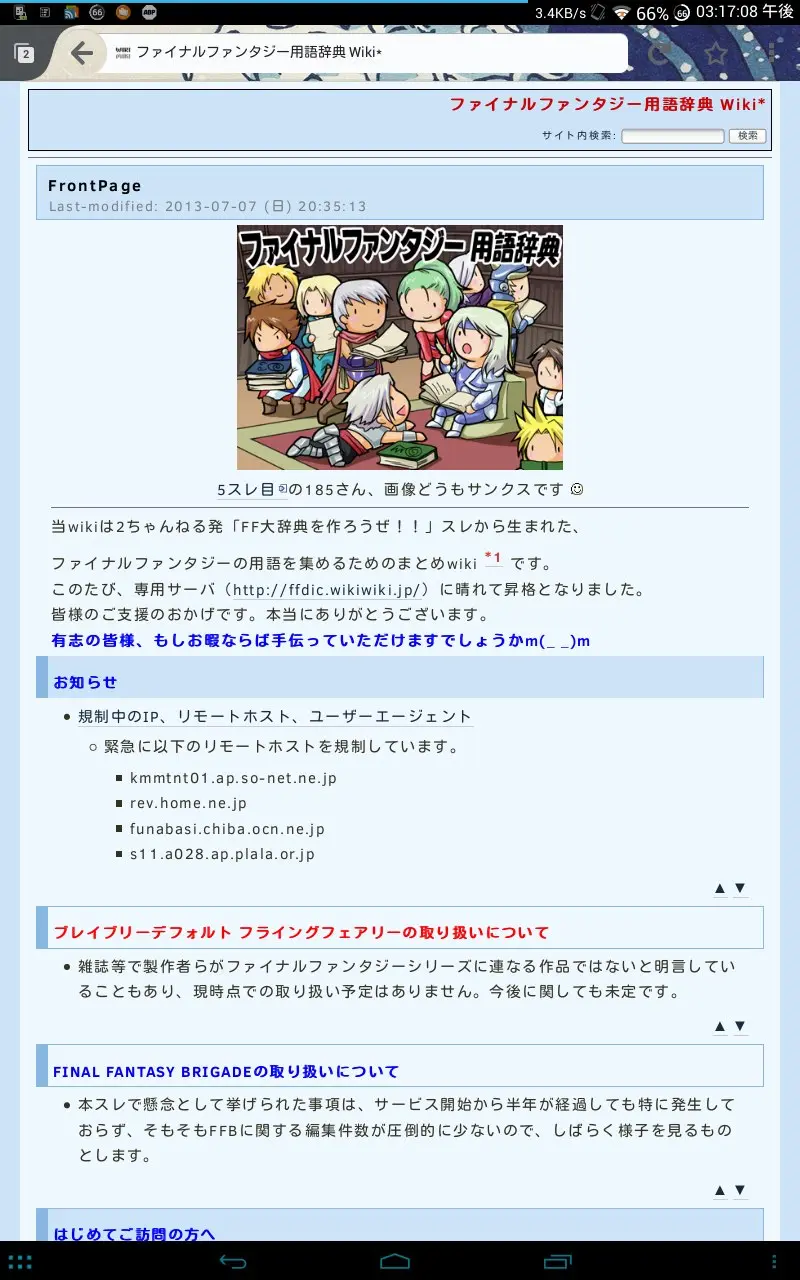 66 ABP 3.4KB/s 66% 66 03:17:08 午後
2 WIKI WIKI ファイナルファンタジー用語辞典 Wiki*
ファイナルファンタジー用語辞典 Wiki*
サイト内検索: 検索
FrontPage
Last-modified: 2013-07-07 (日) 20:35:13
ファイナルファンタジー 用語辞典
5スレ目の185さん、画像どうもサンクスです
当wikiは2ちゃんねる発「FF大辞典を作ろうぜ！！」スレから生まれた、
ファイナルファンタジーの用語を集めるためのまとめwiki *1 です。
このたび、専用サーバ（http://ffdic.wikiwiki.jp/）に晴れて昇格となりました。
皆様のご支援のおかげです。本当にありがとうございます。
有志の皆様、もしお暇ならば手伝っていただけますでしょうかm(_ _)m
お知らせ
• 規制中のIP、リモートホスト、ユーザーエージェント
○ 緊急に以下のリモートホストを規制しています。
■ kmmtnt01.ap.so-net.ne.jp
■ rev.home.ne.jp
■ funabasi.chiba.ocn.ne.jp
■ s11.a028.ap.plala.or.jp
▲ ▼
ブレイブリーデフォルト フライングフェアリーの取り扱いについて
• 雑誌等で製作者らがファイナルファンタジーシリーズに連なる作品ではないと明言してい
ることもあり、現時点での取り扱い予定はありません。今後に関しても未定です。
▲ ▼
FINAL FANTASY BRIGADEの取り扱いについて
• 本スレで懸念として挙げられた事項は、サービス開始から半年が経過しても特に発生して
おらず、そもそもFFBに関する編集件数が圧倒的に少ないので、しばらく様子を見るもの
とします。
▲ ▼
はじめてご訪問の方へ